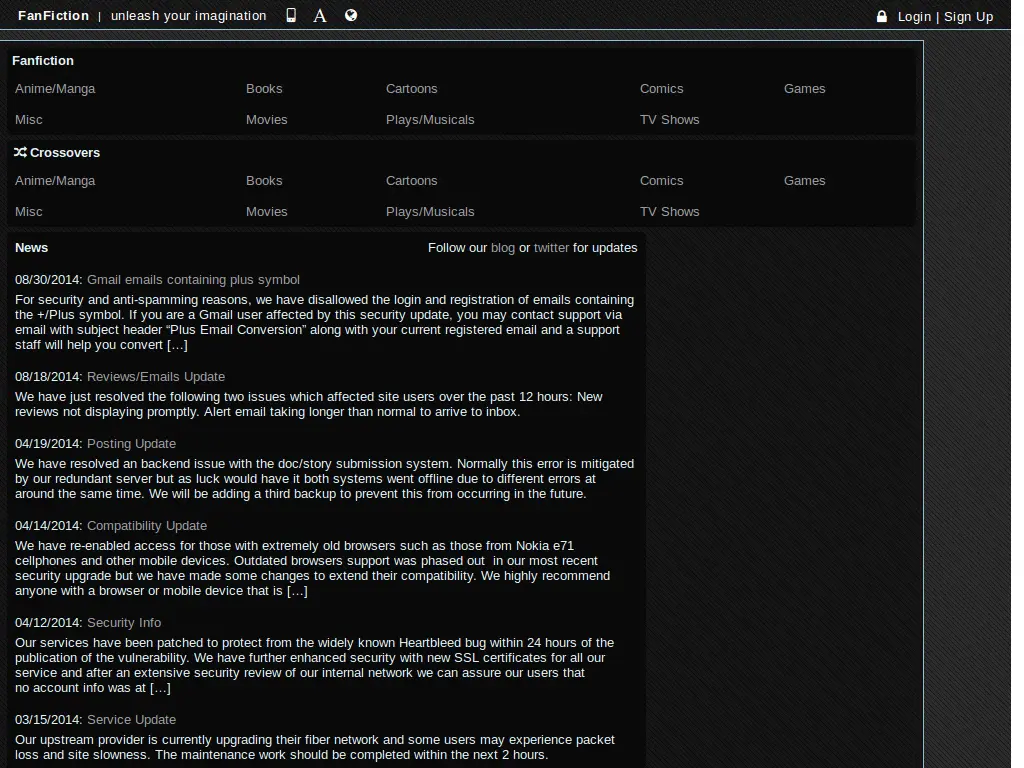 FanFiction | unleash your imagination A Login | Sign Up
Fanfiction
Anime/Manga Books Cartoons Comics Games
Misc Movies Plays/Musicals TV Shows
Crossovers
Anime/Manga Books Cartoons Comics Games
Misc Movies Plays/Musicals TV Shows
News Follow our blog or twitter for updates
08/30/2014: Gmail emails containing plus symbol
For security and anti-spamming reasons, we have disallowed the login and registration of emails containing
the +/Plus symbol. If you are a Gmail user affected by this security update, you may contact support via
email with subject header “Plus Email Conversion” along with your current registered email and a support
staff will help you convert […]
08/18/2014: Reviews/Emails Update
We have just resolved the following two issues which affected site users over the past 12 hours: New
reviews not displaying promptly. Alert email taking longer than normal to arrive to inbox.
04/19/2014: Posting Update
We have resolved an backend issue with the doc/story submission system. Normally this error is mitigated
by our redundant server but as luck would have it both systems went offline due to different errors at
around the same time. We will be adding a third backup to prevent this from occurring in the future.
04/14/2014: Compatibility Update
We have re-enabled access for those with extremely old browsers such as those from Nokia e71
cellphones and other mobile devices. Outdated browsers support was phased out  in our most recent
security upgrade but we have made some changes to extend their compatibility. We highly recommend
anyone with a browser or mobile device that is […]
04/12/2014: Security Info
Our services have been patched to protect from the widely known Heartbleed bug within 24 hours of the
publication of the vulnerability. We have further enhanced security with new SSL certificates for all our
service and after an extensive security review of our internal network we can assure our users that
no account info was at […]
03/15/2014: Service Update
Our upstream provider is currently upgrading their fiber network and some users may experience packet
loss and site slowness. The maintenance work should be completed within the next 2 hours.